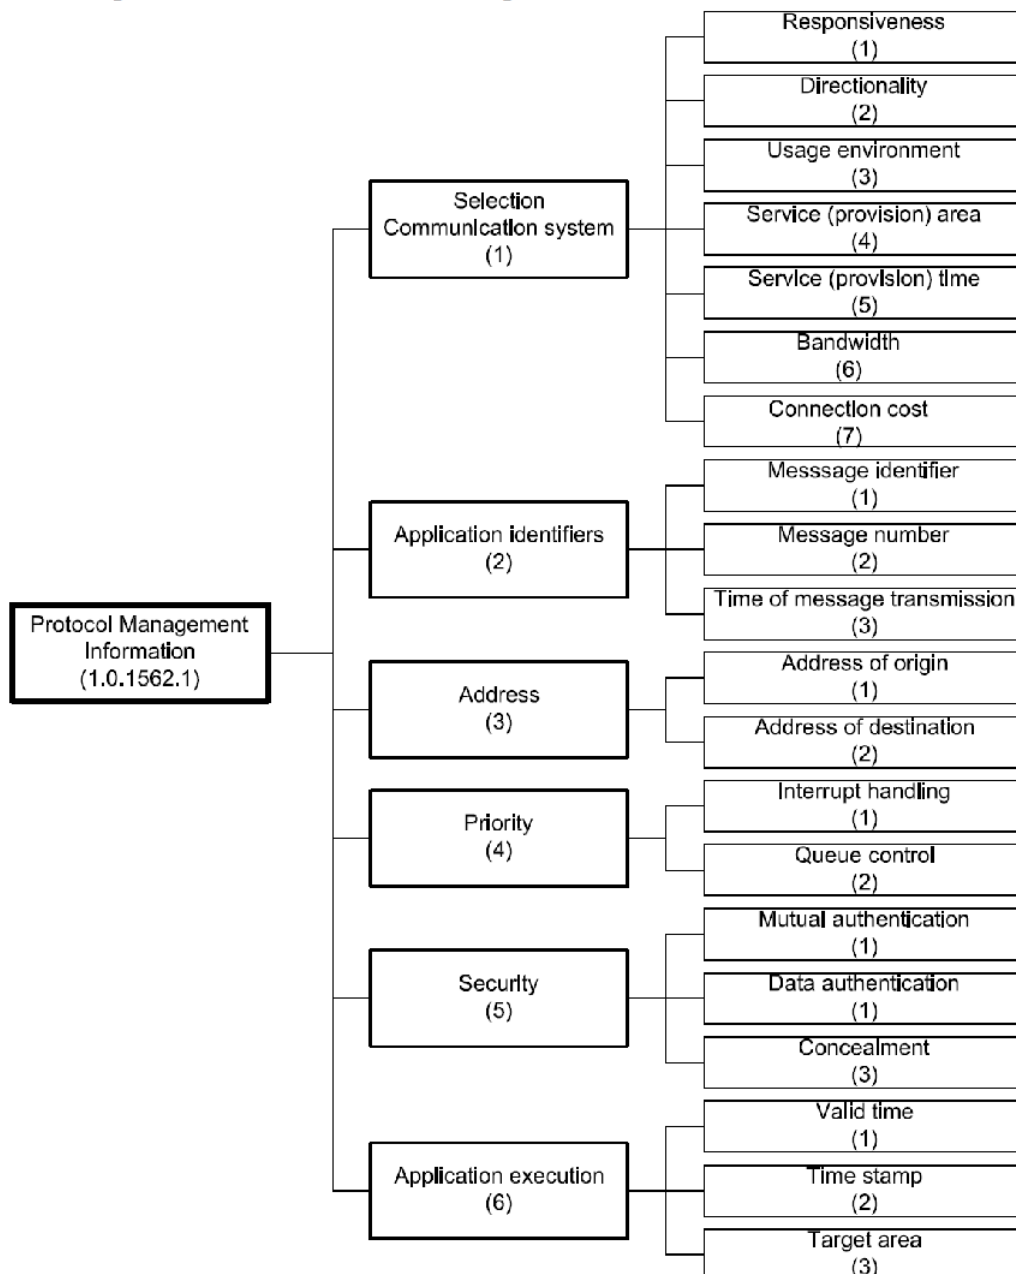 Protocol Management
Information
(1.0.1562.1)
Selection
Communication system
(1)
Responsiveness
(1)
Directionality
(2)
Usage environment
(3)
Service (provision) area
(4)
Service (provision) time
(5)
Bandwidth
(6)
Connection cost
(7)
Application identifiers
(2)
Messsage identifier
(1)
Message number
(2)
Time of message transmission
(3)
Address
(3)
Address of origin
(1)
Address of destination
(2)
Priority
(4)
Interrupt handling
(1)
Queue control
(2)
Security
(5)
Mutual authentication
(1)
Data authentication
(1)
Concealment
(3)
Application execution
(6)
Valid time
(1)
Time stamp
(2)
Target area
(3)